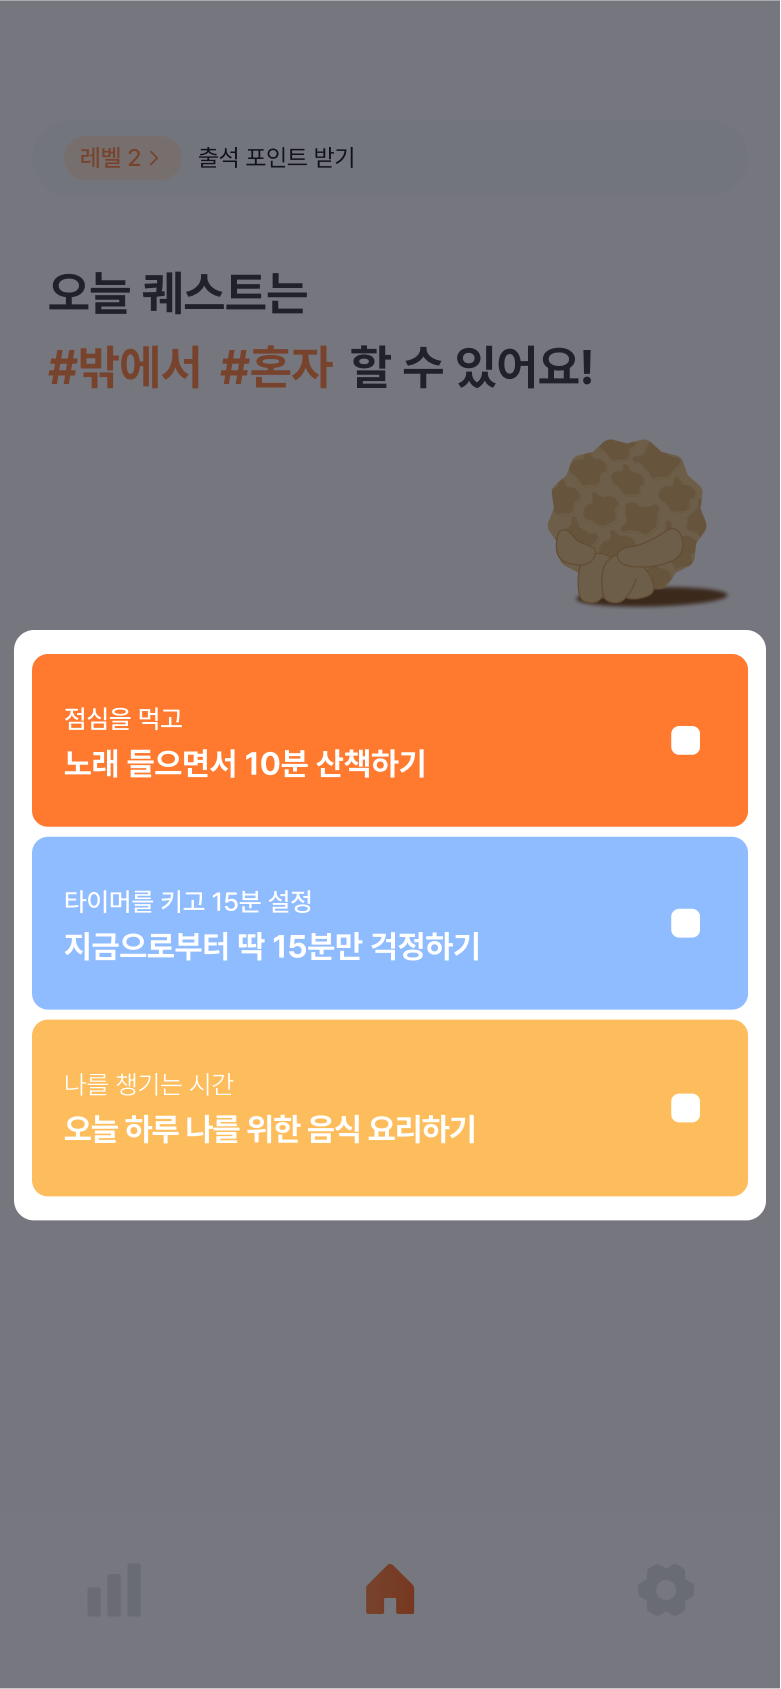 레벨 2 >
출석 포인트 받기
오늘 퀘스트는
#밖에서 #혼자 할 수 있어요!
점심을 먹고
노래 들으면서 10분 산책하기
타이머를 키고 15분 설정
지금으로부터 딱 15분만 걱정하기
나를 챙기는 시간
오늘 하루 나를 위한 음식 요리하기